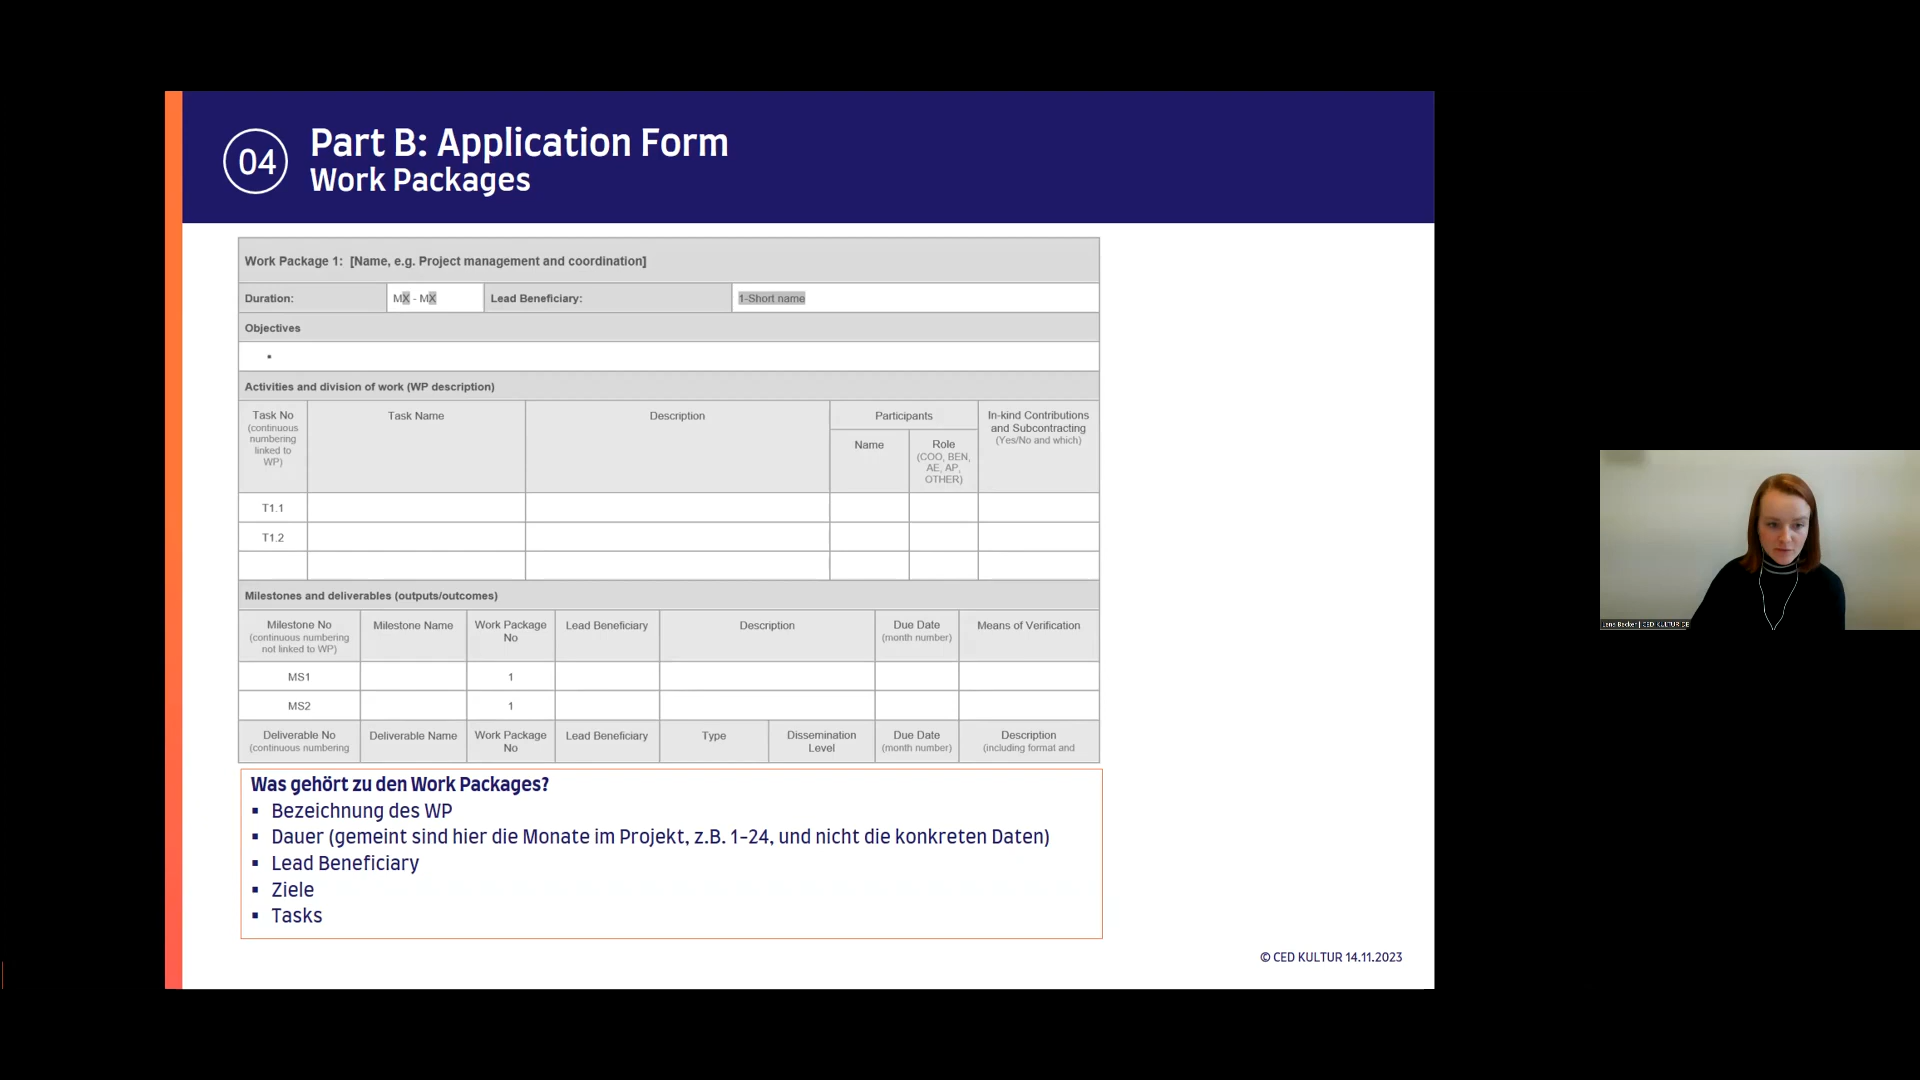 04
Part B: Application Form
Work Packages
Work Package 1: [Name, e.g. Project management and coordination]
Duration: MX - MX Lead Beneficiary: 1-Short name
Objectives
▪
Activities and division of work (WP description)
Task No
(continuous
numbering
linked to
WP)
Task Name
Description
Participants
Name
Role
(COO, BEN,
AE, AP,
OTHER)
In-kind Contributions
and Subcontracting
(Yes/No and which)
T1.1
T1.2
Milestones and deliverables (outputs/outcomes)
Milestone No
(continuous numbering
not linked to WP)
Milestone Name
Work Package
No
Lead Beneficiary
Description
Due Date
(month number)
Means of Verification
MS1 1
MS2 1
Deliverable No
(continuous numbering
Deliverable Name
Work Package
No
Lead Beneficiary
Type
Dissemination
Level
Due Date
(month number)
Description
(including format and
Was gehört zu den Work Packages?
▪ Bezeichnung des WP
▪ Dauer (gemeint sind hier die Monate im Projekt, z.B. 1-24, und nicht die konkreten Daten)
▪ Lead Beneficiary
▪ Ziele
▪ Tasks
© CED KULTUR 14.11.2023
Becker | CED KULTUR DE